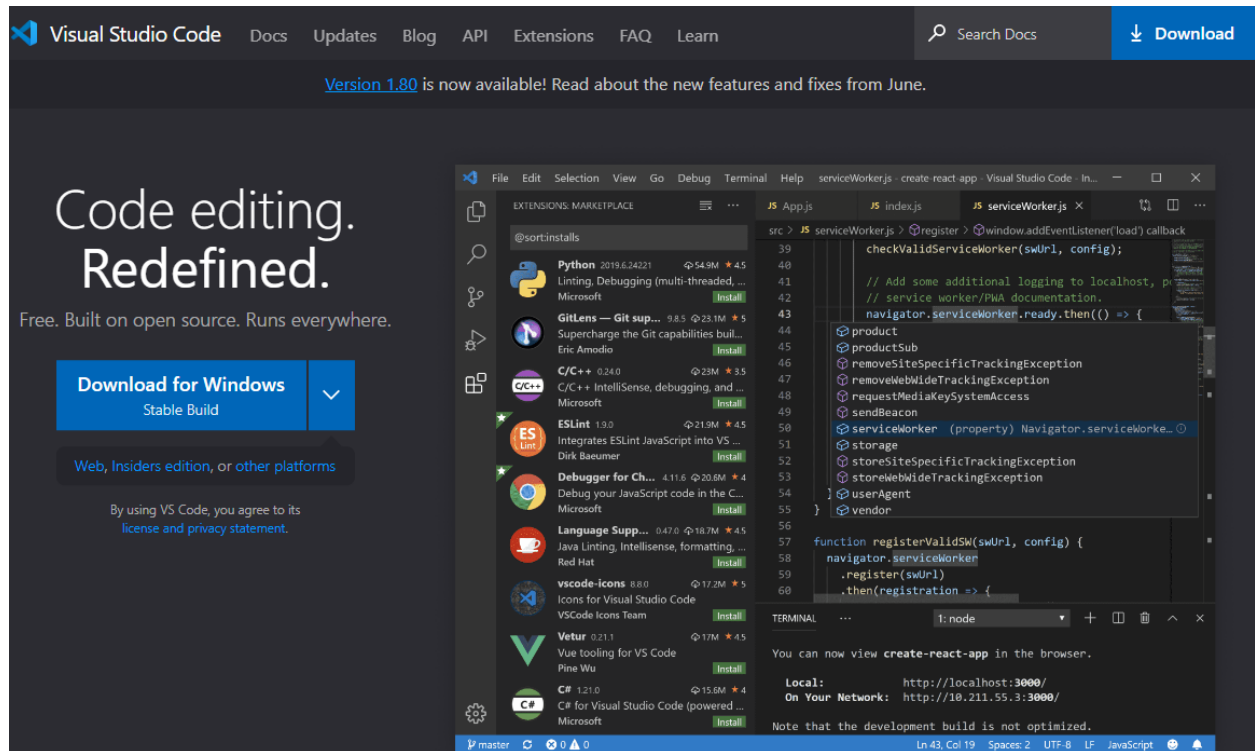 Visual Studio Code Docs Updates Blog API Extensions FAQ Learn Search Docs Download
Version 1.80 is now available! Read about the new features and fixes from June.
Code editing.
Redefined.
Free. Built on open source. Runs everywhere.
Download for Windows
Stable Build
Web, Insiders edition, or other platforms
By using VS Code, you agree to its
license and privacy statement.
File Edit Selection View Go Debug Terminal Help serviceWorker.js - create-react-app - Visual Studio Code - In...
EXTENSIONS: MARKETPLACE
@sort:installs
Python 2019.6.24221 54.9M ★ 4.5
Linting, Debugging (multi-threaded, ...
Microsoft Install
GitLens — Git sup... 9.8.5 23.1M ★ 5
Supercharge the Git capabilities buil...
Eric Amodio Install
C/C++ 0.24.0 23M ★ 3.5
C/C++ IntelliSense, debugging, and ...
Microsoft Install
ESLint 1.9.0 21.9M ★ 4.5
Integrates ESLint JavaScript into VS ...
Dirk Baeumer Install
Debugger for Ch... 4.11.6 20.6M ★ 4
Debug your JavaScript code in the C...
Microsoft Install
Language Supp... 0.47.0 18.7M ★ 4.5
Java Linting, Intellisense, formatting, ...
Red Hat Install
vscode-icons 8.8.0 17.2M ★ 5
Icons for Visual Studio Code
VSCode Icons Team Install
Vetur 0.21.1 17M ★ 4.5
Vue tooling for VS Code
Pine Wu Install
C# 1.21.0 15.6M ★ 4
C# for Visual Studio Code (powered ...
Microsoft Install
C/C++
ES
Lint
C#
JS App.js JS index.js JS serviceWorker.js ×
src > JS serviceWorker.js > register > window.addEventListener('load') callback
39 checkValidServiceWorker(swUrl, config);
40
41 // Add some additional logging to localhost, p
42 // service worker/PWA documentation.
43 navigator.serviceWorker.ready.then(() => {
44 product
45 productSub
46 removeSiteSpecificTrackingException
47 removeWebWideTrackingException
48 requestMediaKeySystemAccess
49 sendBeacon
50 serviceWorker (property) Navigator.serviceWorke...
51 storage
52 storeSiteSpecificTrackingException
53 storeWebWideTrackingException
54 } userAgent
55 } vendor
56
57 function registerValidSW(swUrl, config) {
58 navigator.serviceWorker
59 .register(swUrl)
60 .then(registration => {
TERMINAL ... 1: node
You can now view create-react-app in the browser.
Local: http://localhost:3000/
On Your Network: http://10.211.55.3:3000/
Note that the development build is not optimized.
master 0 0 Ln 43, Col 19 Spaces: 2 UTF-8 LF JavaScript